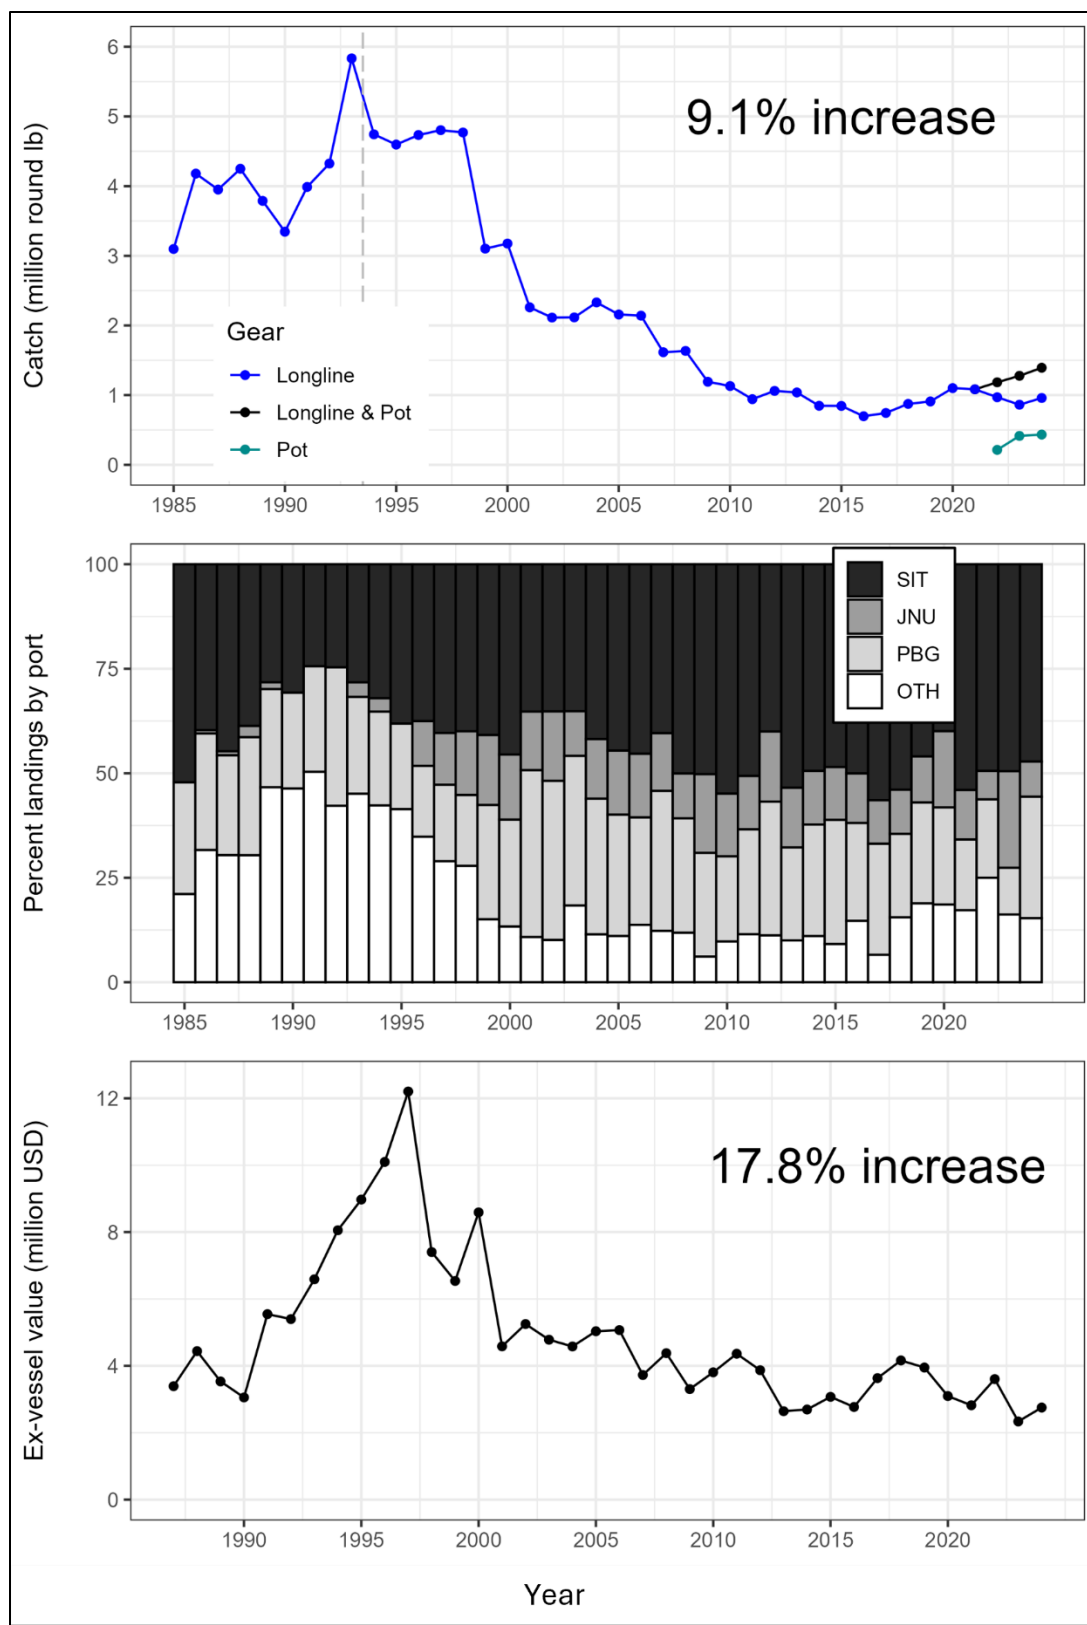 Catch (million round lb)
6
5
4
3
2
1
0
9.1% increase
Gear
Longline
Longline & Pot
Pot
1985 1990 1995 2000 2005 2010 2015 2020
Percent landings by port
100
75
50
25
0
SIT
JNU
PBG
OTH
1985 1990 1995 2000 2005 2010 2015 2020
Ex-vessel value (million USD)
12
8
4
0
17.8% increase
1990 1995 2000 2005 2010 2015 2020
Year